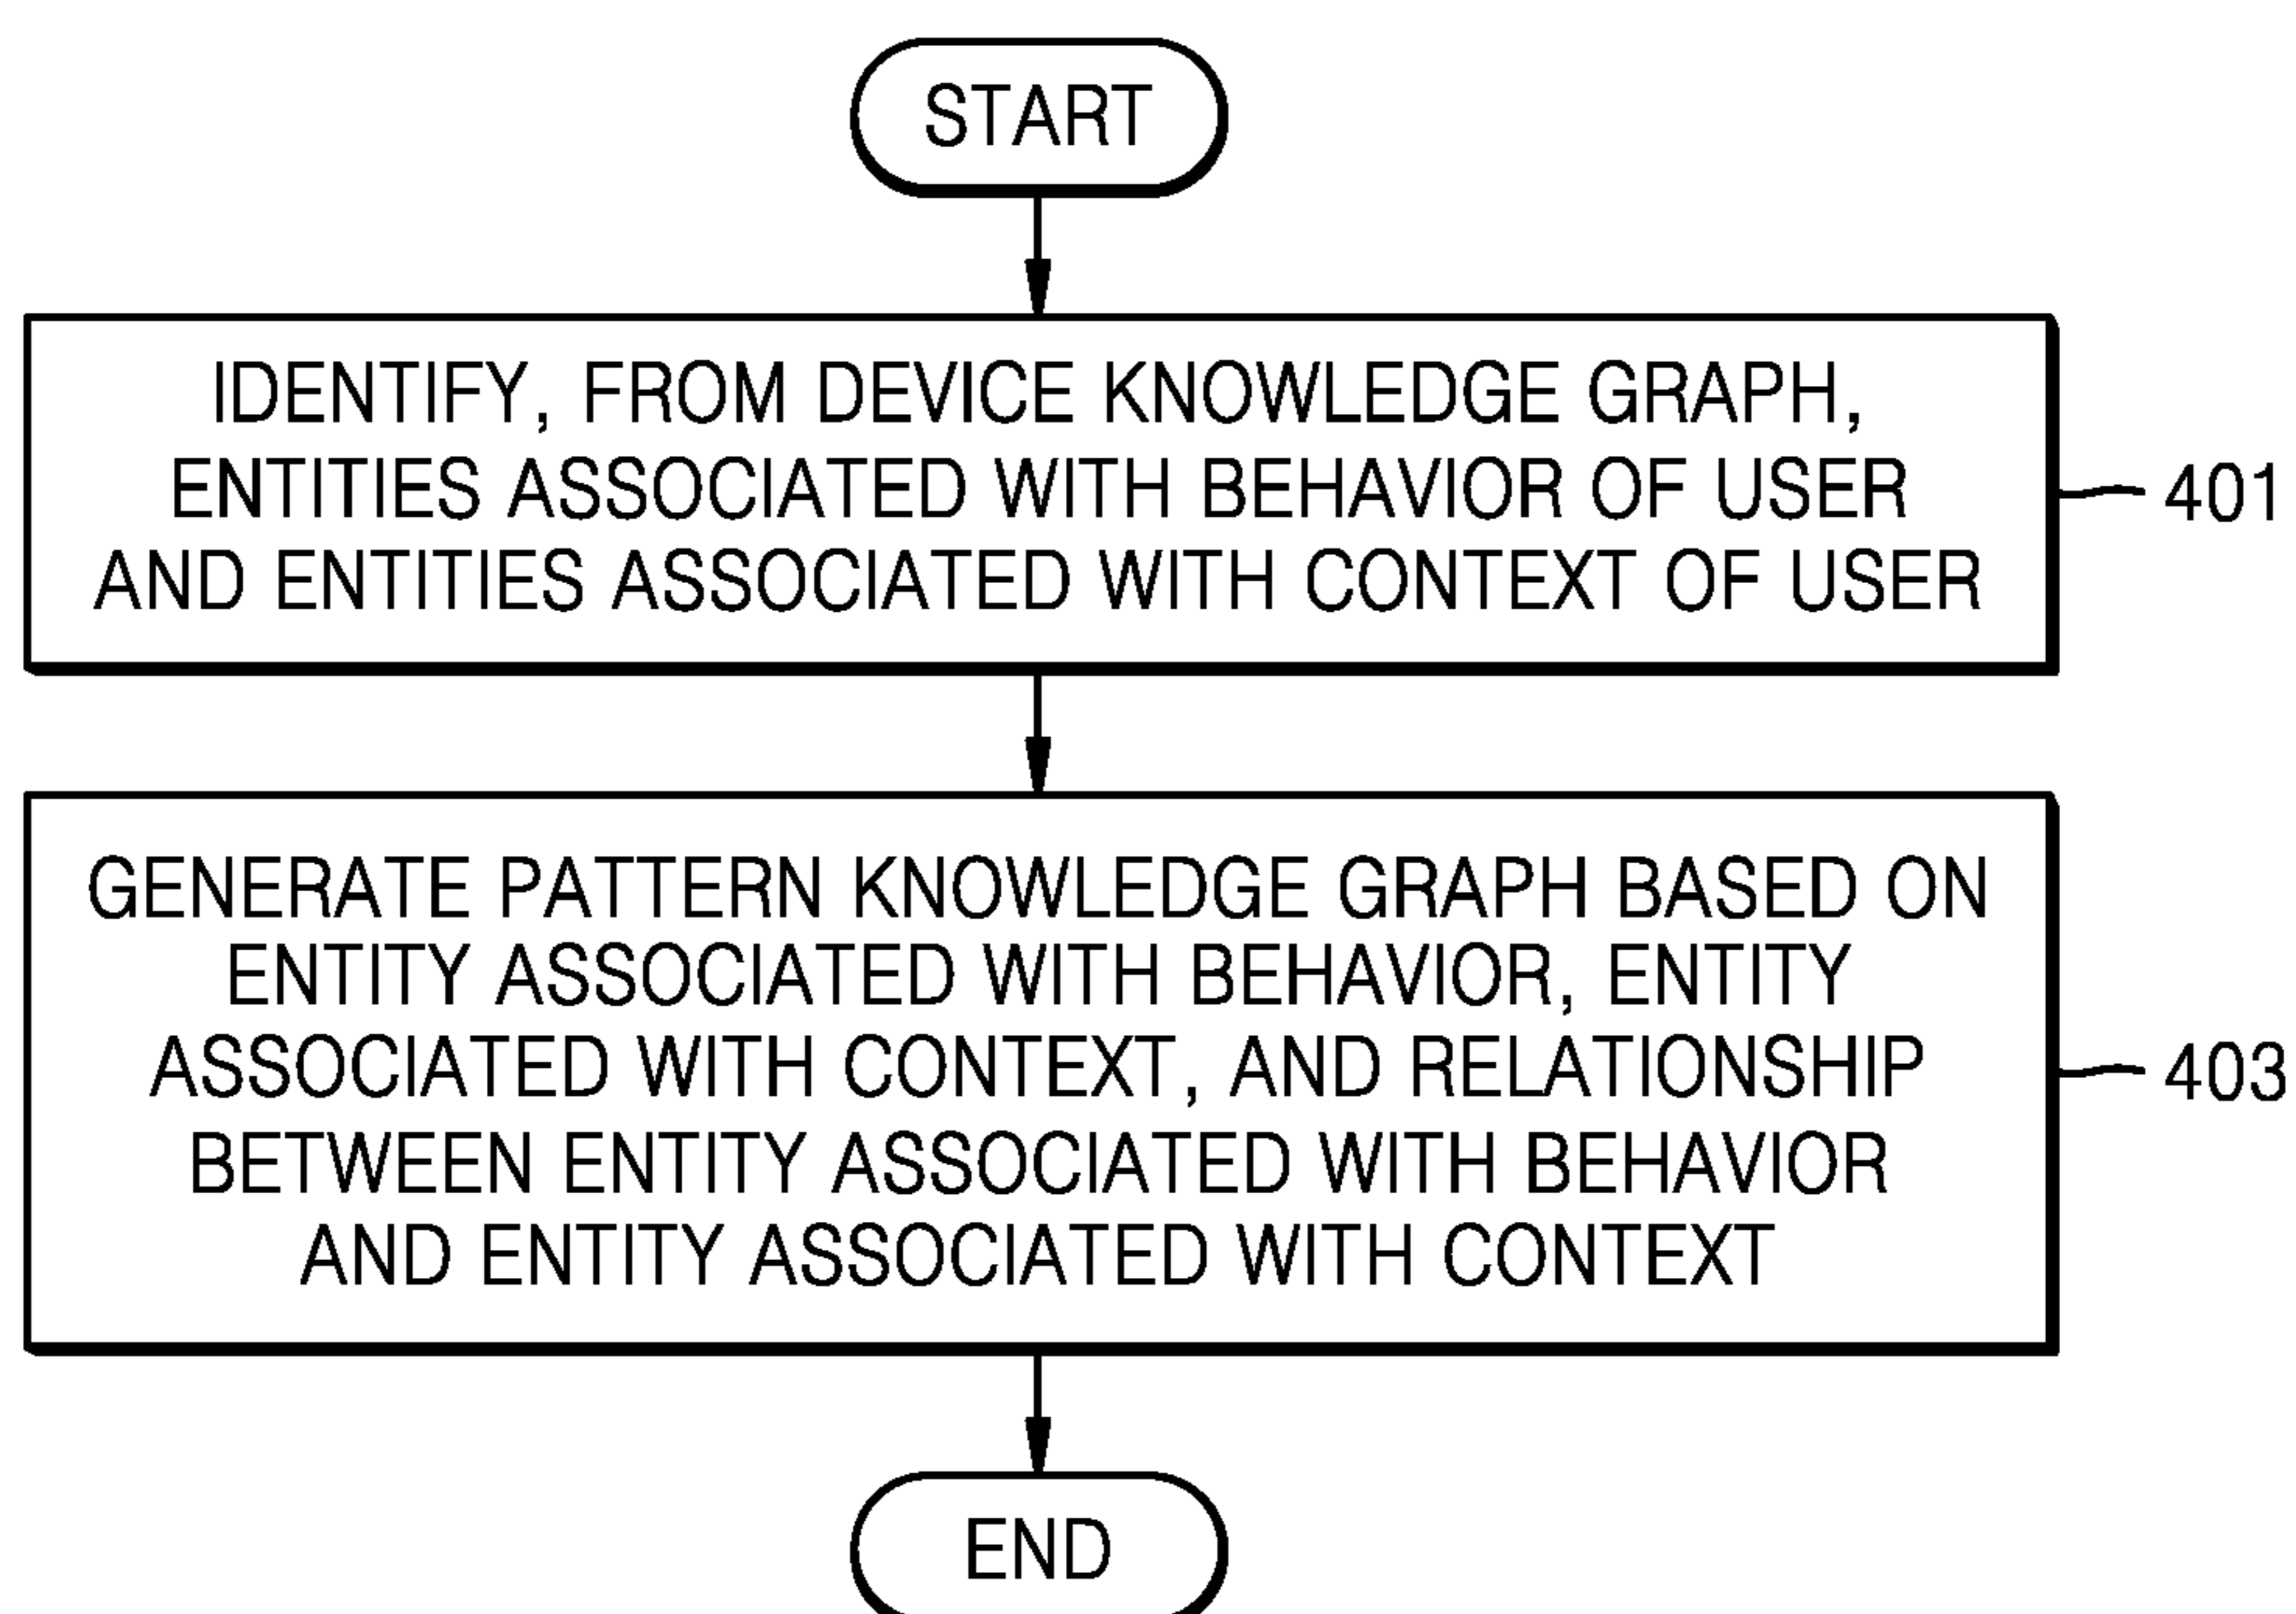 START
IDENTIFY, FROM DEVICE KNOWLEDGE GRAPH,
ENTITIES ASSOCIATED WITH BEHAVIOR OF USER
AND ENTITIES ASSOCIATED WITH CONTEXT OF USER
401
GENERATE PATTERN KNOWLEDGE GRAPH BASED ON
ENTITY ASSOCIATED WITH BEHAVIOR, ENTITY
ASSOCIATED WITH CONTEXT, AND RELATIONSHIP
BETWEEN ENTITY ASSOCIATED WITH BEHAVIOR
AND ENTITY ASSOCIATED WITH CONTEXT
403
END